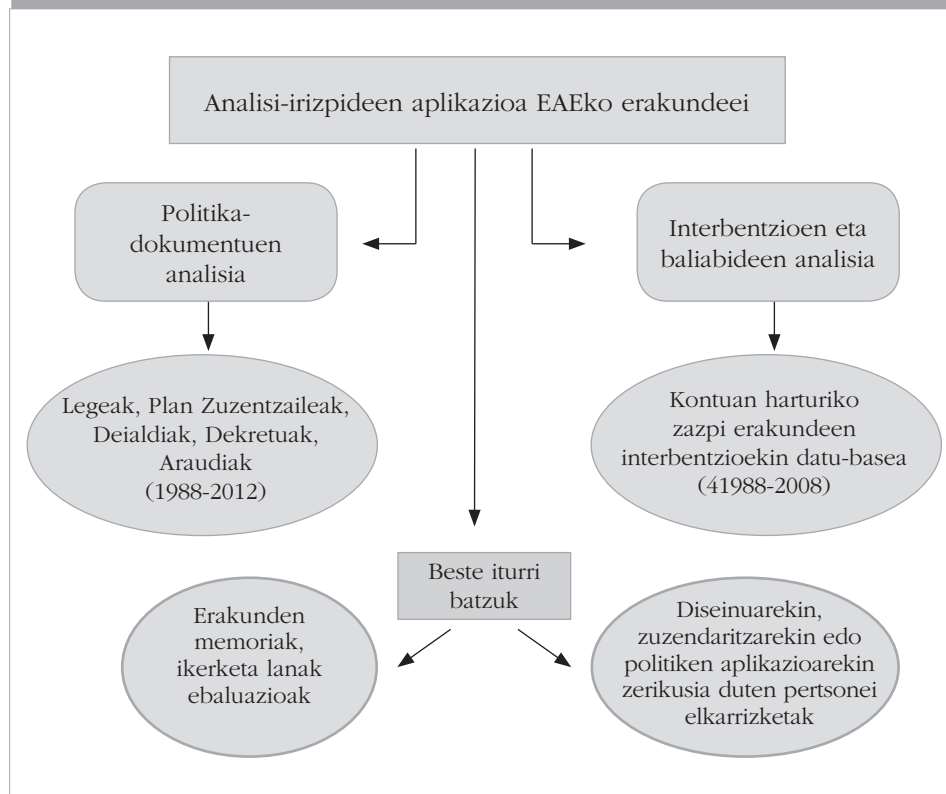 Analisi-irizpideen aplikazioa EAEko erakundeei
Politika-
dokumentuen
analisia
Interbentzioen eta
baliabideen analisia
Legeak, Plan Zuzentzaileak,
Deialdiak, Dekretuak,
Araudiak
(1988-2012)
Kontuan harturiko
zazpi erakundeen
interbentzioekin datu-basea
(41988-2008)
Beste iturri
batzuk
Erakunden
memoriak,
ikerketa lanak
ebaluazioak
Diseinuarekin,
zuzendaritzarekin edo
politiken aplikazioarekin
zerikusia duten pertsonei
elkarrizketak